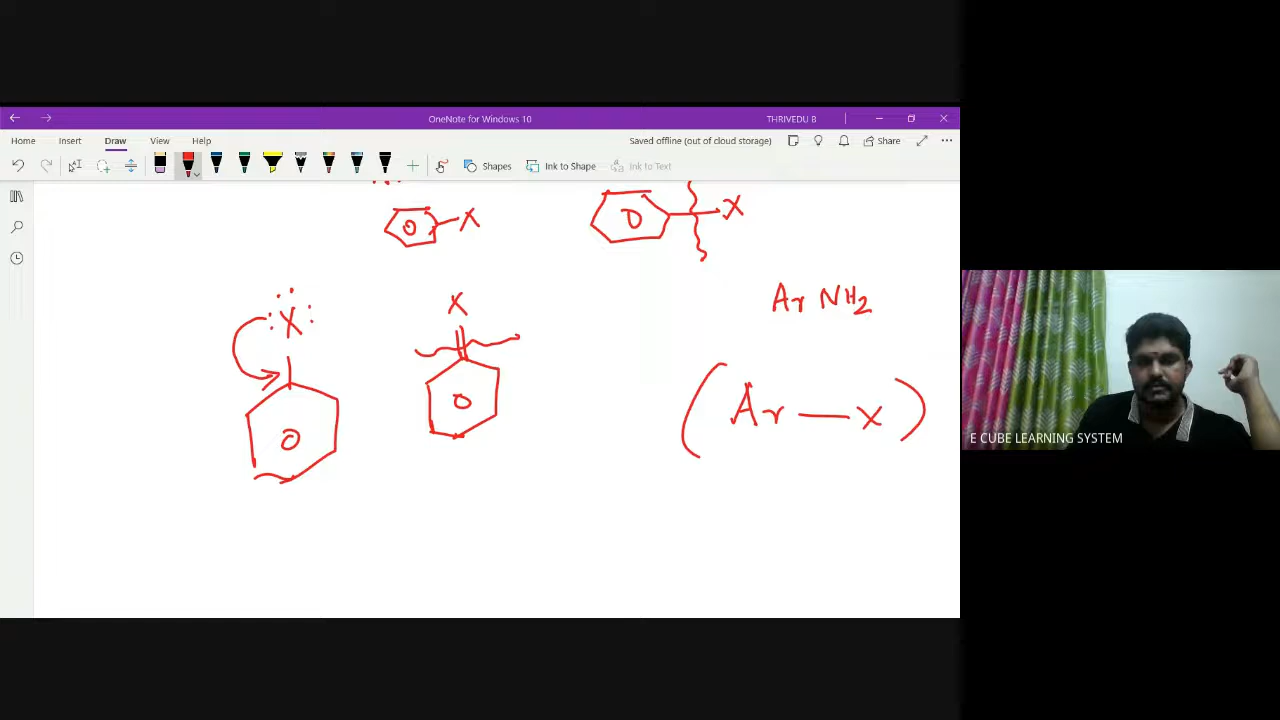 OneNote for Windows 10
THRIVEDU B
Home Insert Draw View Help
Saved offline (out of cloud storage)
Share
Shapes
Ink to Shape
Ink to Text
X
X
X
X
Ar NH2
(Ar — X)
E CUBE LEARNING SYSTEM